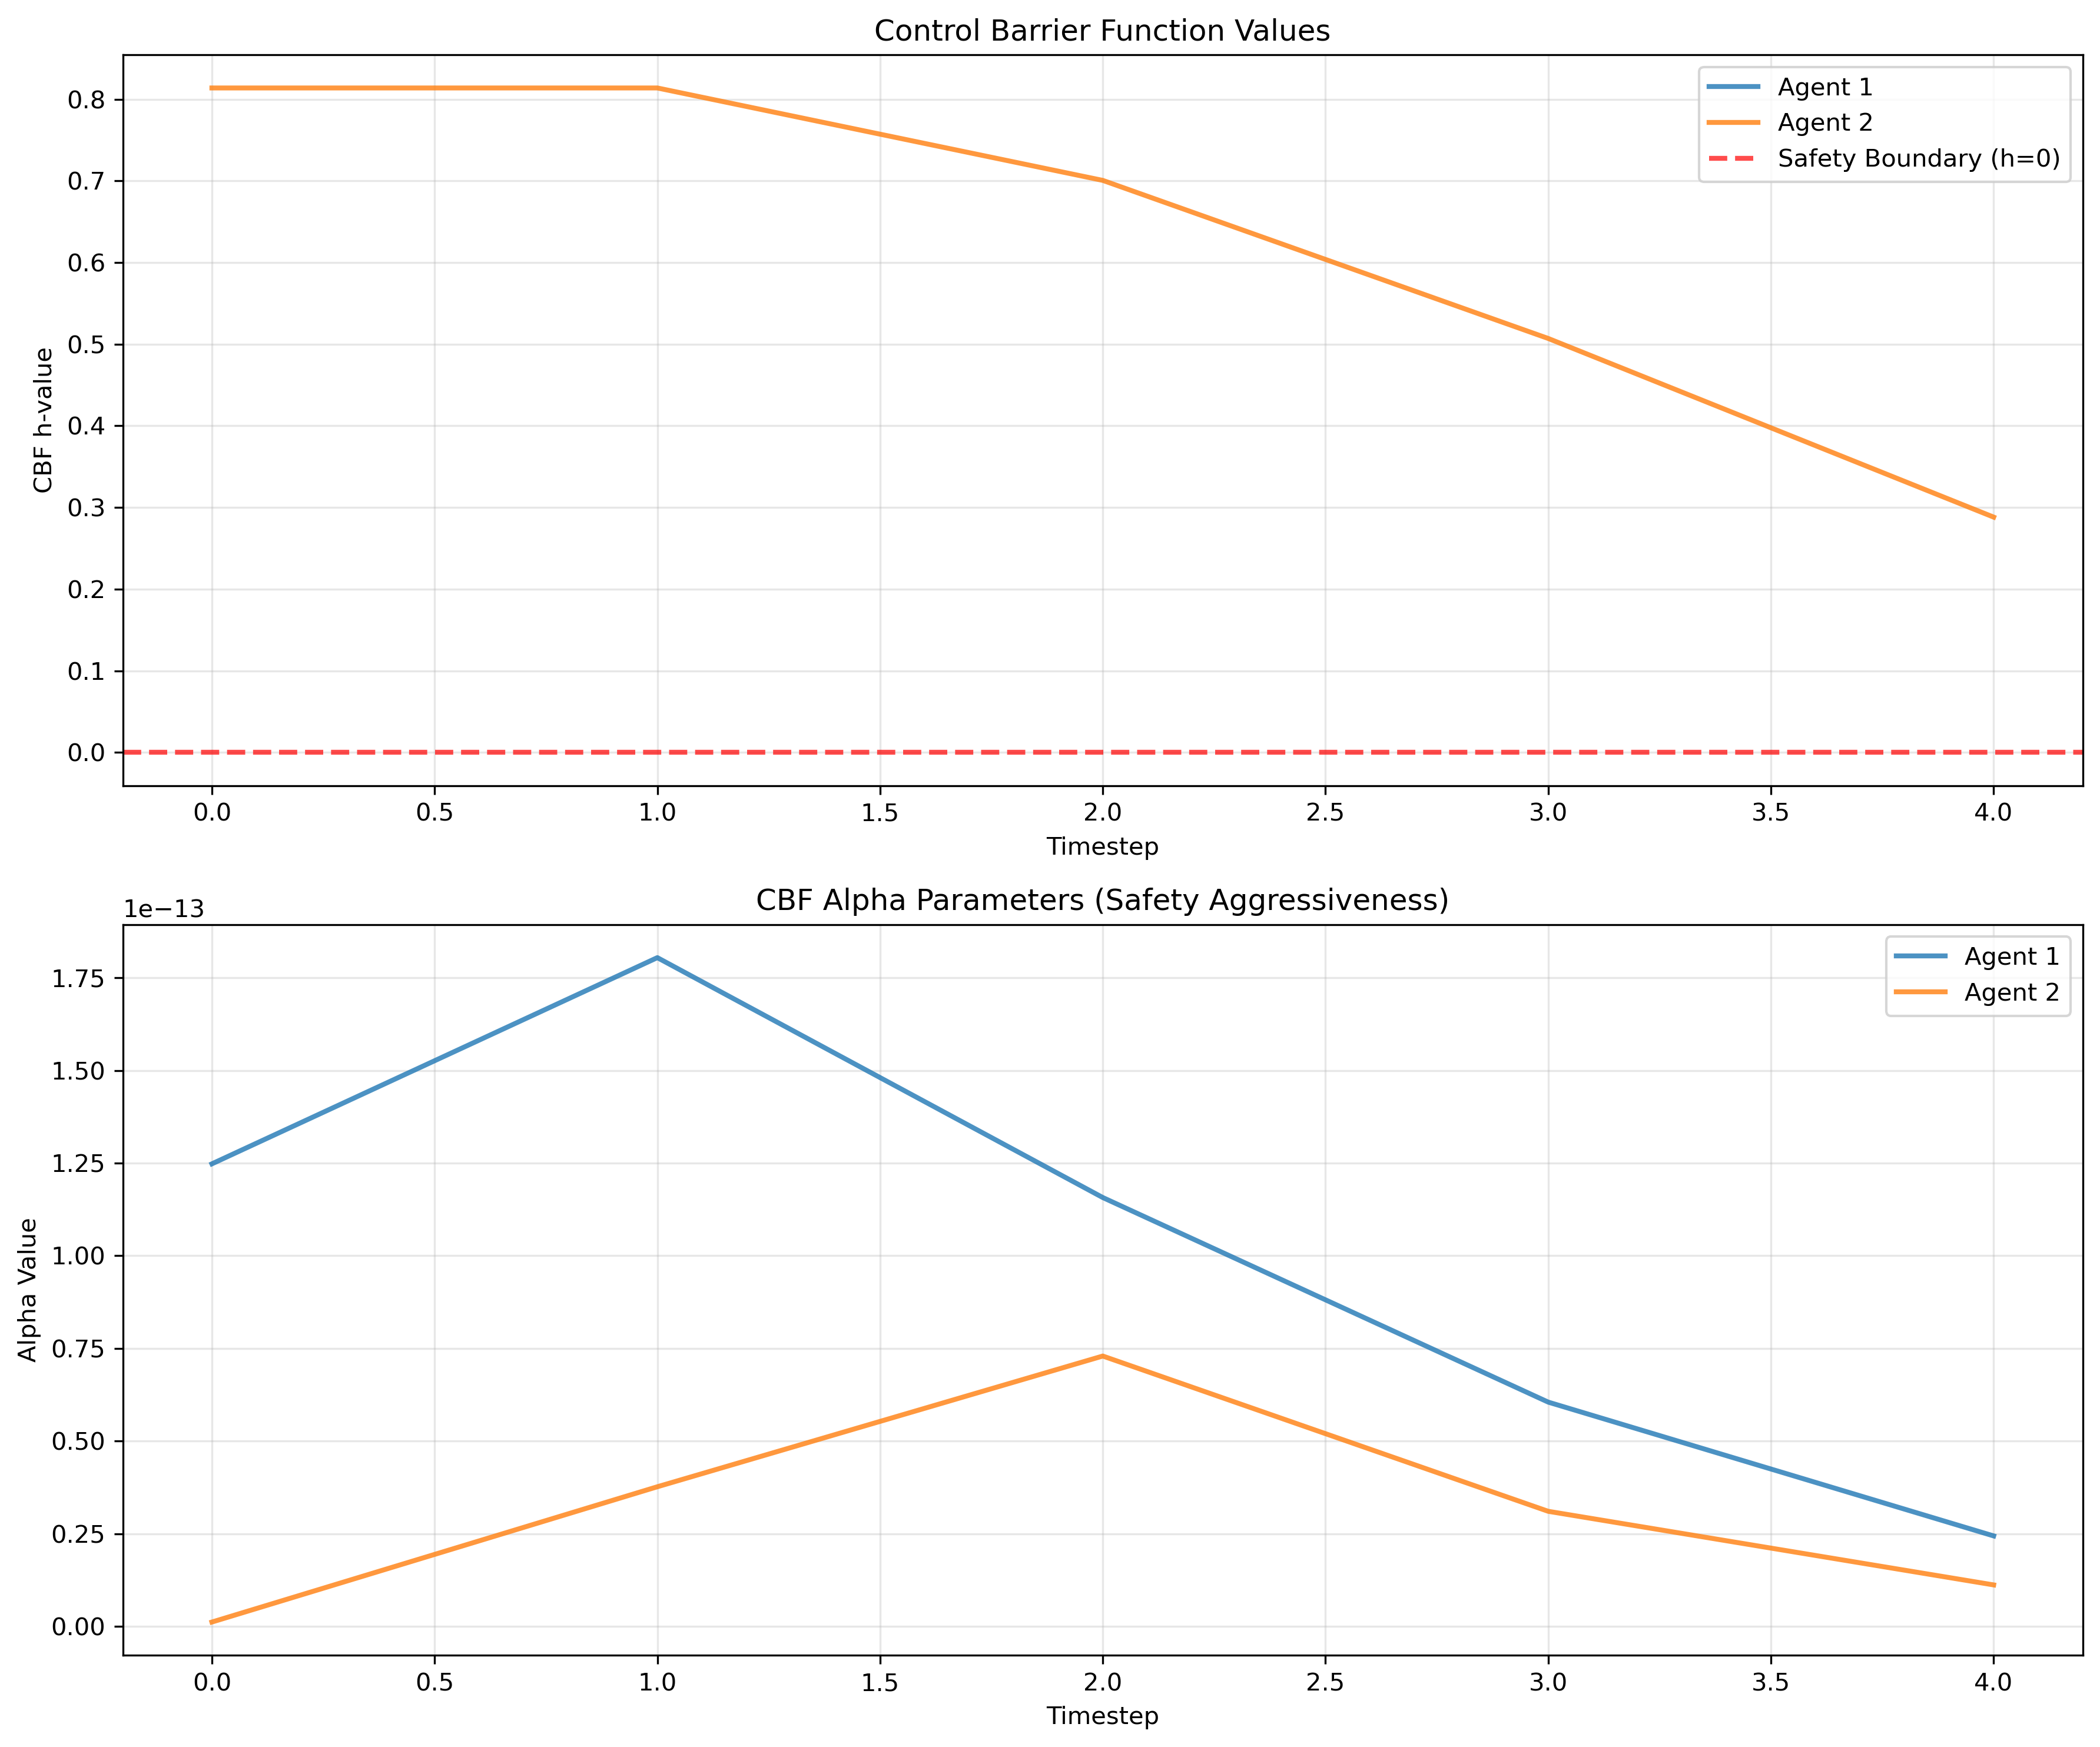 Control Barrier Function Values
Agent 1
Agent 2
Safety Boundary (h=0)
CBF h-value
0.8
0.7
0.6
0.5
0.4
0.3
0.2
0.1
0.0
0.0 0.5 1.0 1.5 2.0 2.5 3.0 3.5 4.0
Timestep
CBF Alpha Parameters (Safety Aggressiveness)
1e−13
Agent 1
Agent 2
Alpha Value
1.75
1.50
1.25
1.00
0.75
0.50
0.25
0.00
0.0 0.5 1.0 1.5 2.0 2.5 3.0 3.5 4.0
Timestep